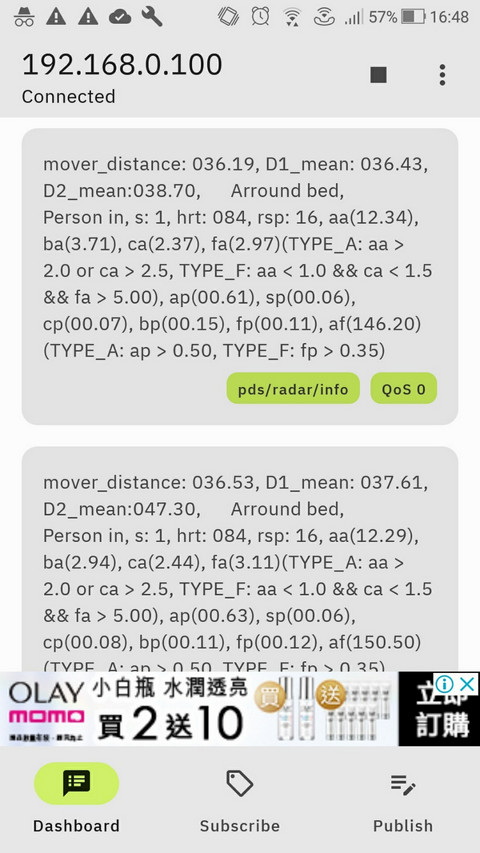 57% 16:48
192.168.0.100
Connected
mover_distance: 036.19, D1_mean: 036.43,
D2_mean:038.70, Arround bed,
Person in, s: 1, hrt: 084, rsp: 16, aa(12.34),
ba(3.71), ca(2.37), fa(2.97)(TYPE_A: aa >
2.0 or ca > 2.5, TYPE_F: aa < 1.0 && ca < 1.5
&& fa > 5.00), ap(00.61), sp(00.06),
cp(00.07), bp(00.15), fp(00.11), af(146.20)
(TYPE_A: ap > 0.50, TYPE_F: fp > 0.35)
pds/radar/info QoS 0
mover_distance: 036.53, D1_mean: 037.61,
D2_mean:047.30, Arround bed,
Person in, s: 1, hrt: 084, rsp: 16, aa(12.29),
ba(2.94), ca(2.44), fa(3.11)(TYPE_A: aa >
2.0 or ca > 2.5, TYPE_F: aa < 1.0 && ca < 1.5
&& fa > 5.00), ap(00.63), sp(00.06),
cp(00.08), bp(00.11), fp(00.12), af(150.50)
(TYPE_A: ap > 0.50, TYPE_F: fp > 0.35)
OLAY 小白瓶 水潤透亮
momo 買2送10
買 送
立即
訂購
Dashboard Subscribe Publish